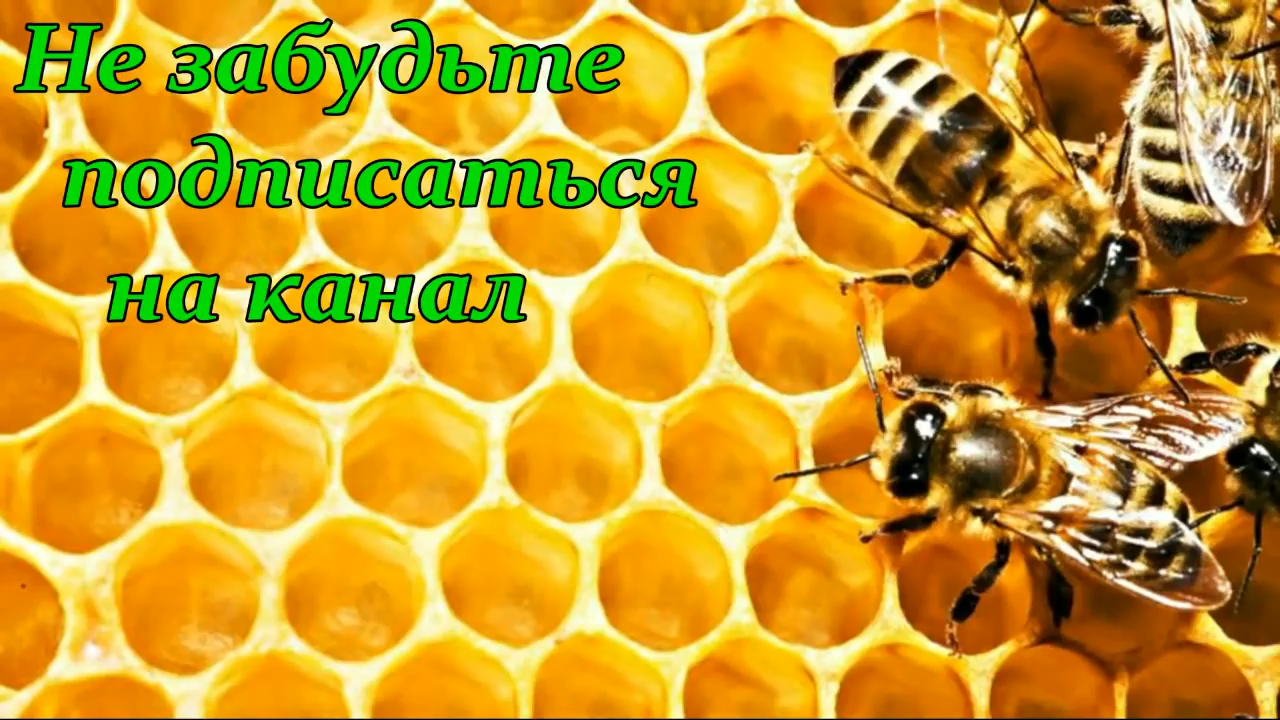 Не забудьте
подписаться
на канал